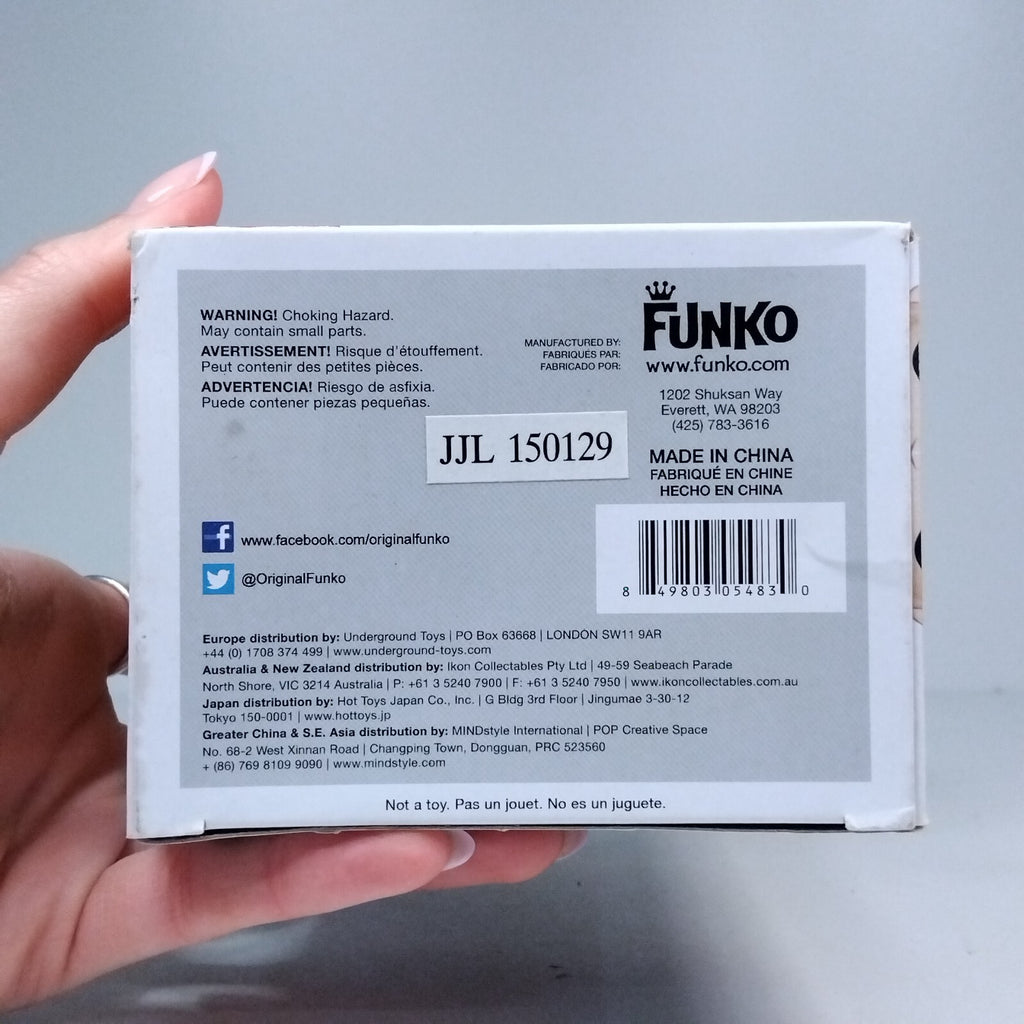 WARNING! Choking Hazard.
May contain small parts.
AVERTISSEMENT! Risque d'étouffement.
Peut contenir des petites pièces.
ADVERTENCIA! Riesgo de asfixia.
Puede contener piezas pequeñas.
MANUFACTURED BY:
FABRIQUÉS PAR:
FABRICADO POR:
FUNKO
www.funko.com
1202 Shuksan Way
Everett, WA 98203
(425) 783-3616
JJL 150129
MADE IN CHINA
FABRIQUÉ EN CHINE
HECHO EN CHINA
www.facebook.com/originalfunko
@OriginalFunko
8 49803 05483 0
Europe distribution by: Underground Toys | PO Box 63668 | LONDON SW11 9AR
+44 (0) 1708 374 499 | www.underground-toys.com
Australia & New Zealand distribution by: Ikon Collectables Pty Ltd | 49-59 Seabeach Parade
North Shore, VIC 3214 Australia | P: +61 3 5240 7900 | F: +61 3 5240 7950 | www.ikoncollectables.com.au
Japan distribution by: Hot Toys Japan Co., Inc. | G Bldg 3rd Floor | Jingumae 3-30-12
Tokyo 150-0001 | www.hottoys.jp
Greater China & S.E. Asia distribution by: MINDstyle International | POP Creative Space
No. 68-2 West Xinnan Road | Changping Town, Dongguan, PRC 523560
+ (86) 769 8109 9090 | www.mindstyle.com
Not a toy. Pas un jouet. No es un juguete.